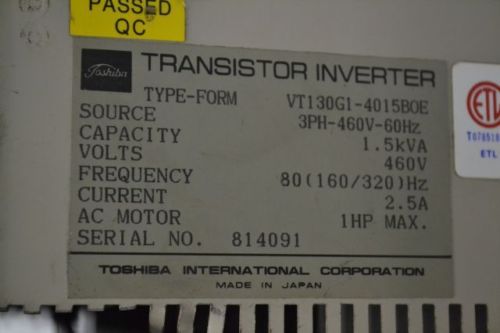 PASSED
QC
Toshiba
TRANSISTOR INVERTER
TYPE-FORM VT130G1-4015BOE
SOURCE 3PH-460V-60Hz
CAPACITY 1.5kVA
VOLTS 460V
FREQUENCY 80(160/320)Hz
CURRENT 2.5A
AC MOTOR 1HP MAX.
SERIAL NO. 814091
TOSHIBA INTERNATIONAL CORPORATION
MADE IN JAPAN
ETL
ETL